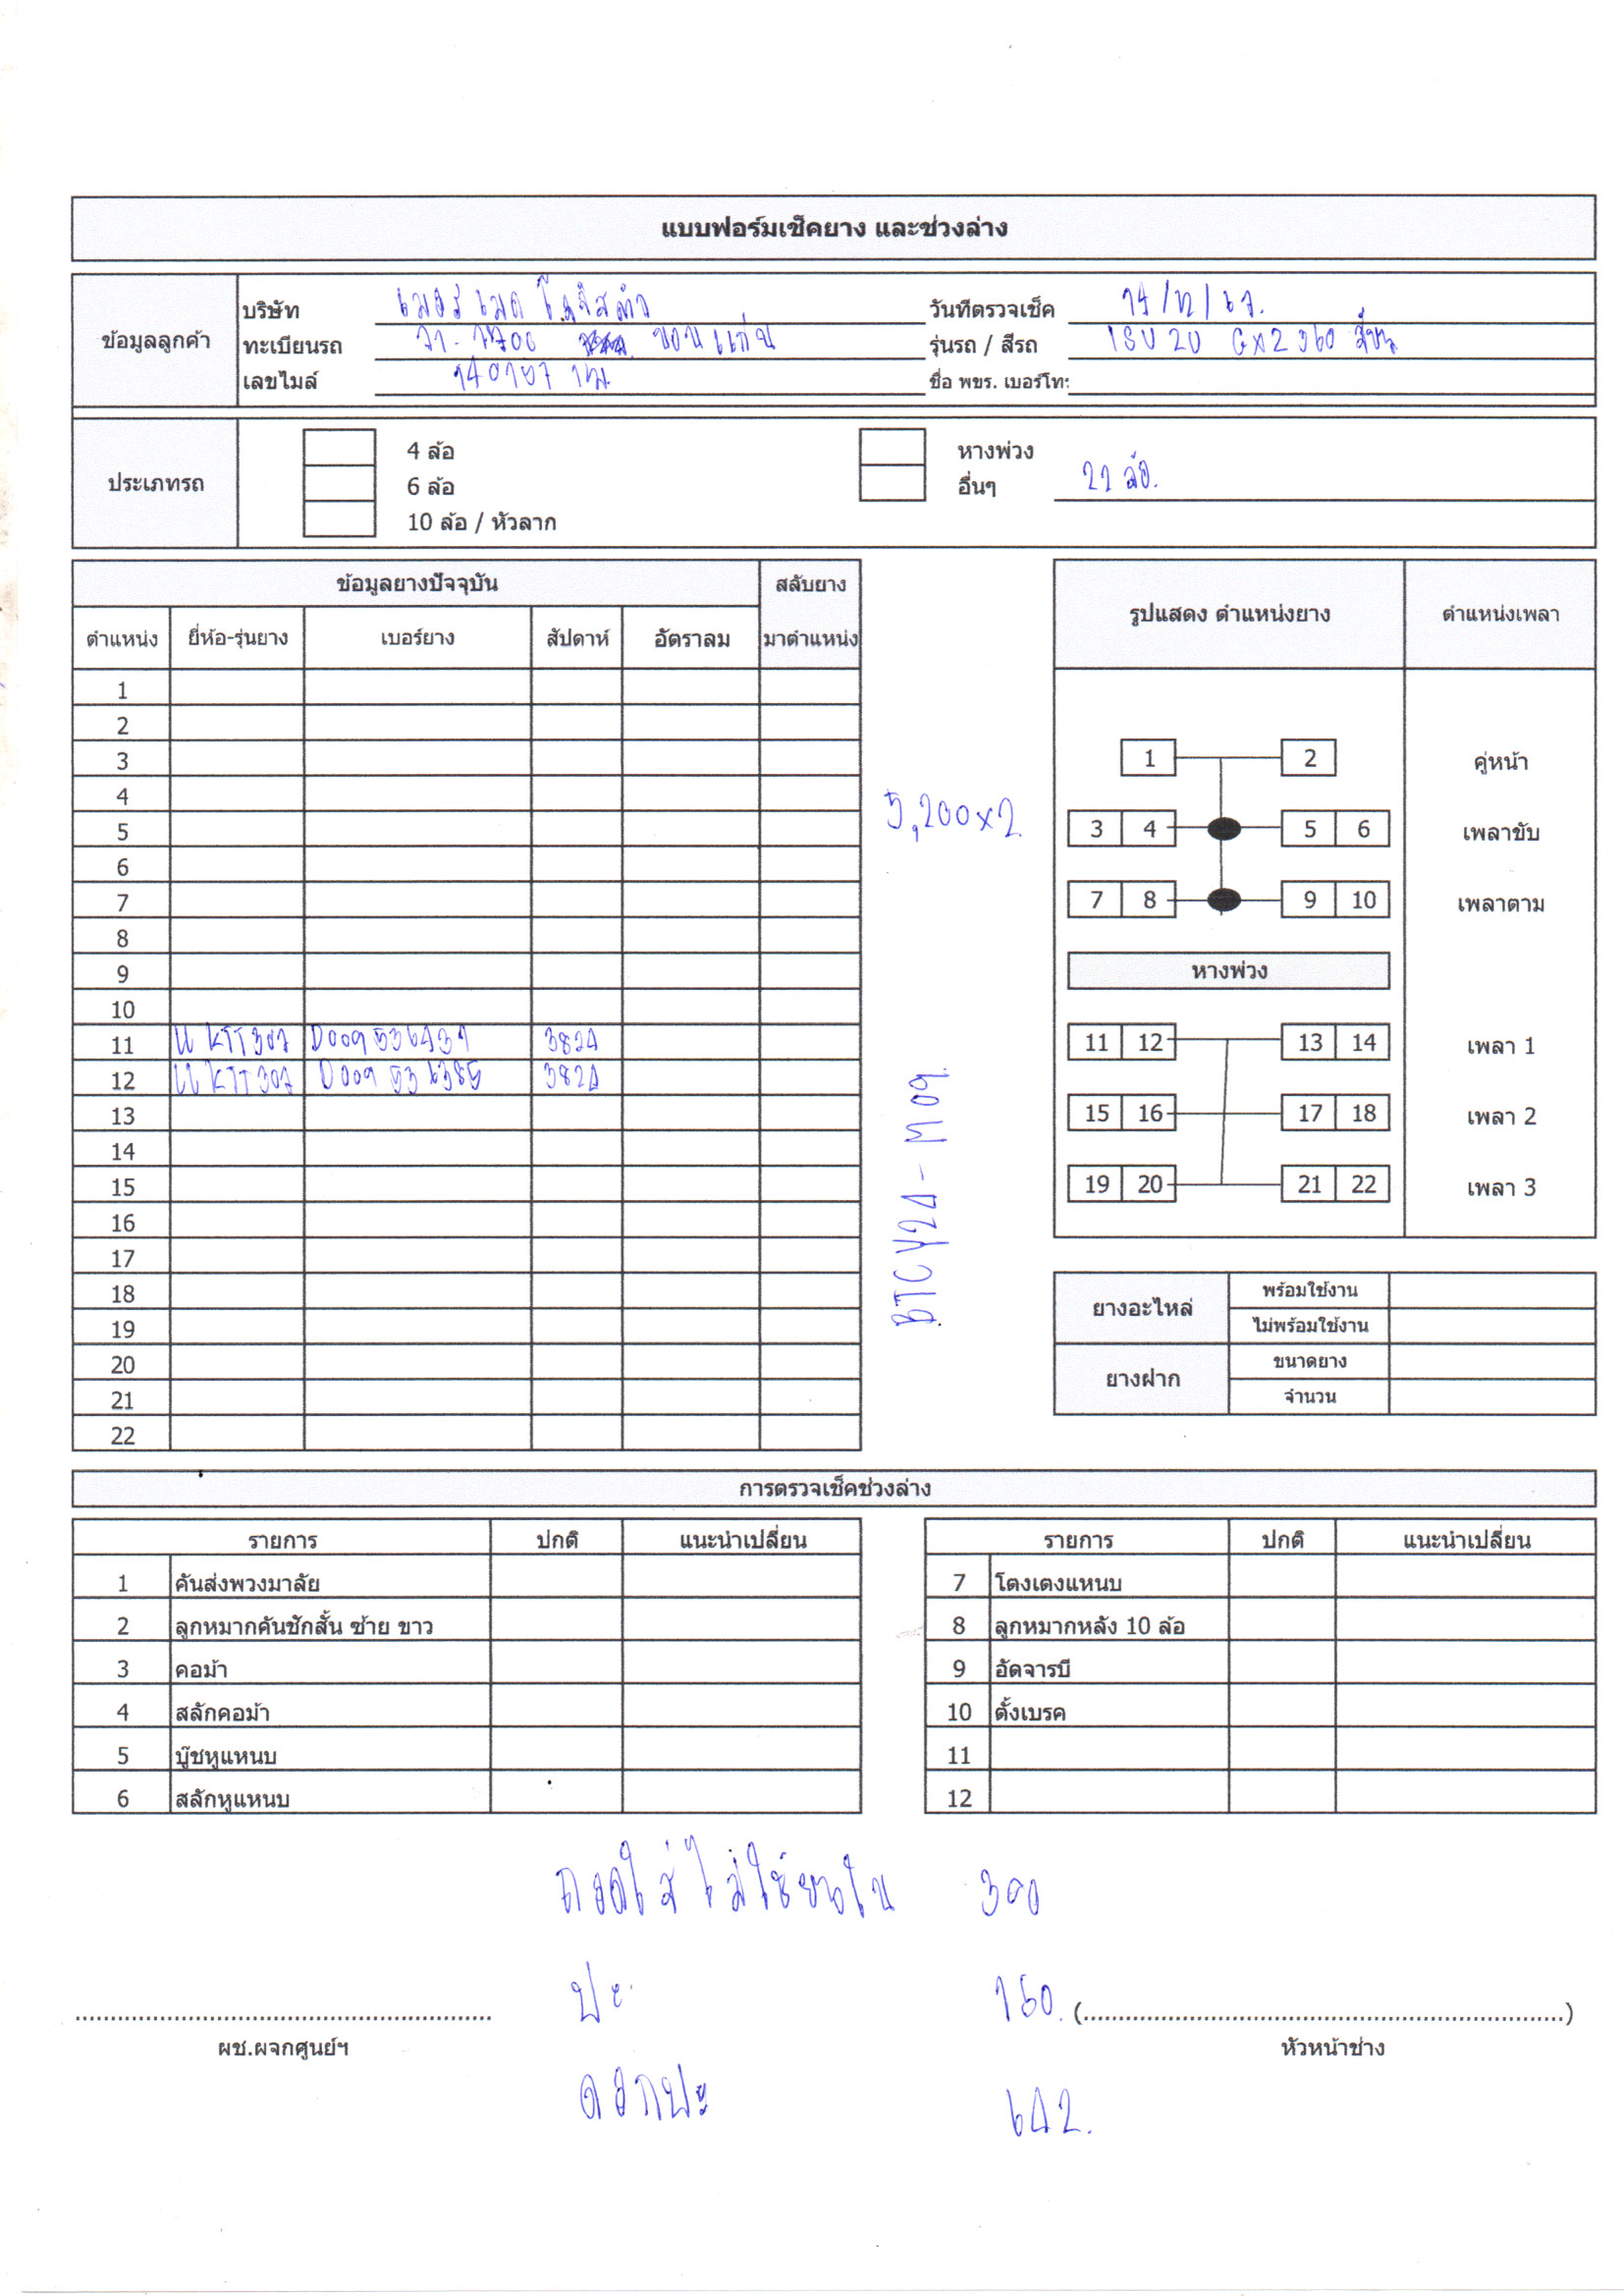 แบบฟอร์มเช็คยาง และช่วงล่าง
ข้อมูลลูกค้า
บริษัท เมอร์เมด โลจิสติก
วันที่ตรวจเช็ค
ทะเบียนรถ ขอนแก่น
รุ่นรถ / สีรถ ISUZU GXZ 360
เลขไมล์
ชื่อ พขร. เบอร์โทร
ประเภทรถ
4 ล้อ
6 ล้อ
10 ล้อ / หัวลาก
หางพ่วง
อื่นๆ 22 ล้อ.
ข้อมูลยางปัจจุบัน สลับยาง
ตำแหน่ง ยี่ห้อ-รุ่นยาง เบอร์ยาง สัปดาห์ อัตราลม มาตำแหน่ง
1
2
3
4
5
6
7
8
9
10
11 3824
12 3824
13
14
15
16
17
18
19
20
21
22
5,200x2
BTCY24-M09.
รูปแสดง ตำแหน่งยาง ตำแหน่งเพลา
1 2 คู่หน้า
3 4 5 6 เพลาขับ
7 8 9 10 เพลาตาม
หางพ่วง
11 12 13 14 เพลา 1
15 16 17 18 เพลา 2
19 20 21 22 เพลา 3
ยางอะไหล่ พร้อมใช้งาน
ไม่พร้อมใช้งาน
ยางฝาก ขนาดยาง
จำนวน
การตรวจเช็คช่วงล่าง
รายการ ปกติ แนะนำเปลี่ยน
1 คันส่งพวงมาลัย
2 ลูกหมากคันชักสั้น ซ้าย ขาว
3 คอม้า
4 สลักคอม้า
5 บู๊ชหูแหนบ
6 สลักหูแหนบ
รายการ ปกติ แนะนำเปลี่ยน
7 โตงเตงแหนบ
8 ลูกหมากหลัง 10 ล้อ
9 อัดจารบี
10 ตั้งเบรค
11
12
ถอดใส่ไม่ใช้ยางใน
ปะ 150.
ดอกปะ 642.
ผช.ผจกศูนย์ฯ
(..........)
หัวหน้าช่าง